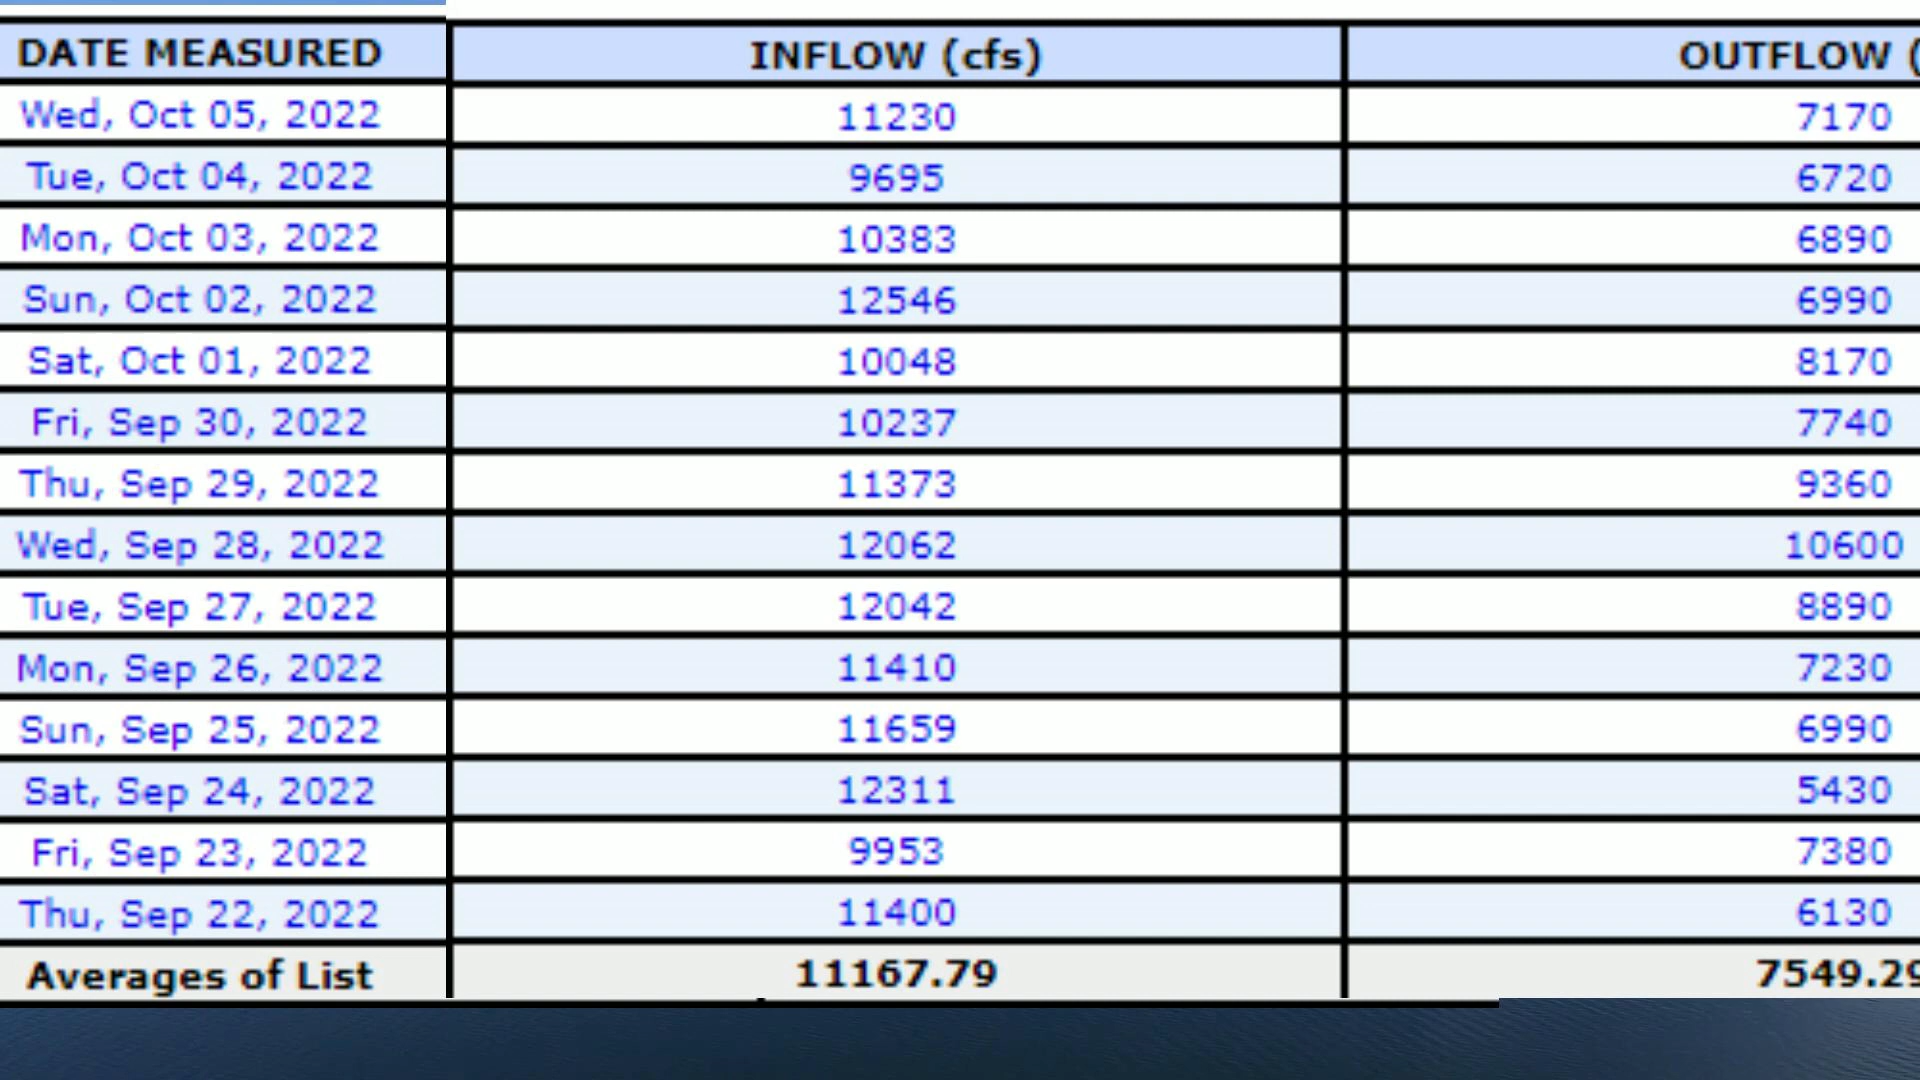 DATE MEASURED INFLOW (cfs) OUTFLOW (
Wed, Oct 05, 2022 11230 7170
Tue, Oct 04, 2022 9695 6720
Mon, Oct 03, 2022 10383 6890
Sun, Oct 02, 2022 12546 6990
Sat, Oct 01, 2022 10048 8170
Fri, Sep 30, 2022 10237 7740
Thu, Sep 29, 2022 11373 9360
Wed, Sep 28, 2022 12062 10600
Tue, Sep 27, 2022 12042 8890
Mon, Sep 26, 2022 11410 7230
Sun, Sep 25, 2022 11659 6990
Sat, Sep 24, 2022 12311 5430
Fri, Sep 23, 2022 9953 7380
Thu, Sep 22, 2022 11400 6130
Averages of List 11167.79 7549.29